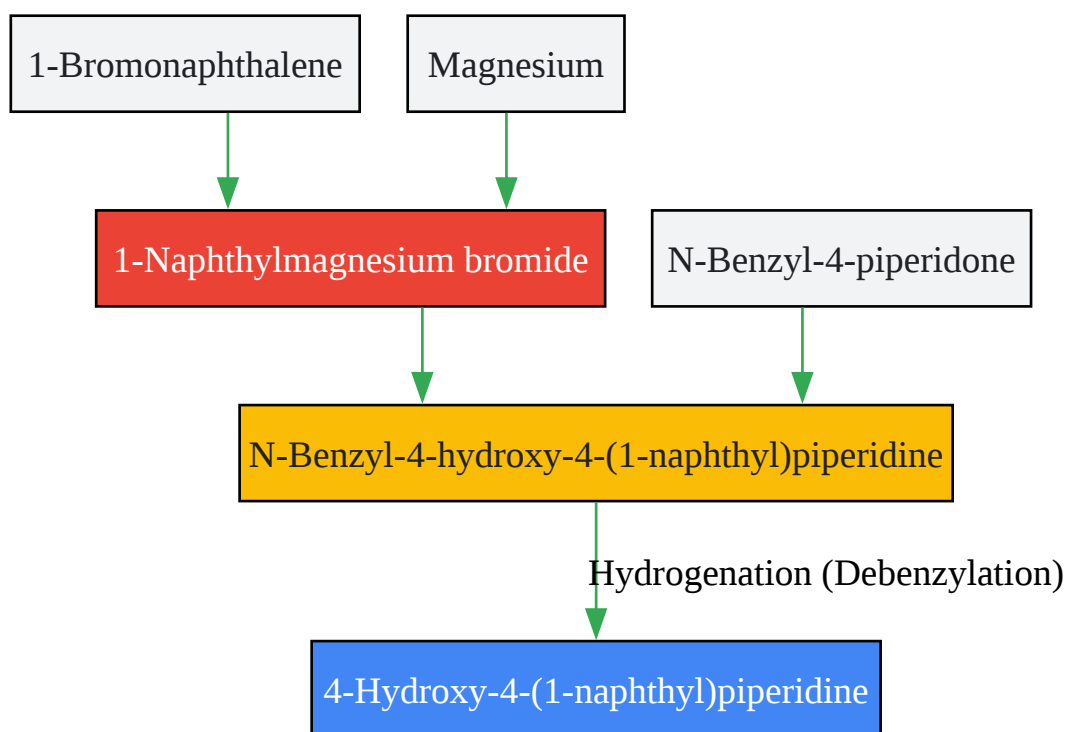 1-Bromonaphthalene
Magnesium
1-Naphthylmagnesium bromide
N-Benzyl-4-piperidone
N-Benzyl-4-hydroxy-4-(1-naphthyl)piperidine
Hydrogenation (Debenzylation)
4-Hydroxy-4-(1-naphthyl)piperidine